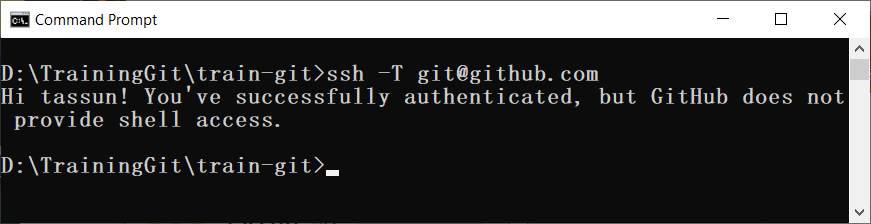 Command Prompt
D:\TrainingGit\train-git>ssh -T git@github.com
Hi tassun! You've successfully authenticated, but GitHub does not
 provide shell access.
D:\TrainingGit\train-git>